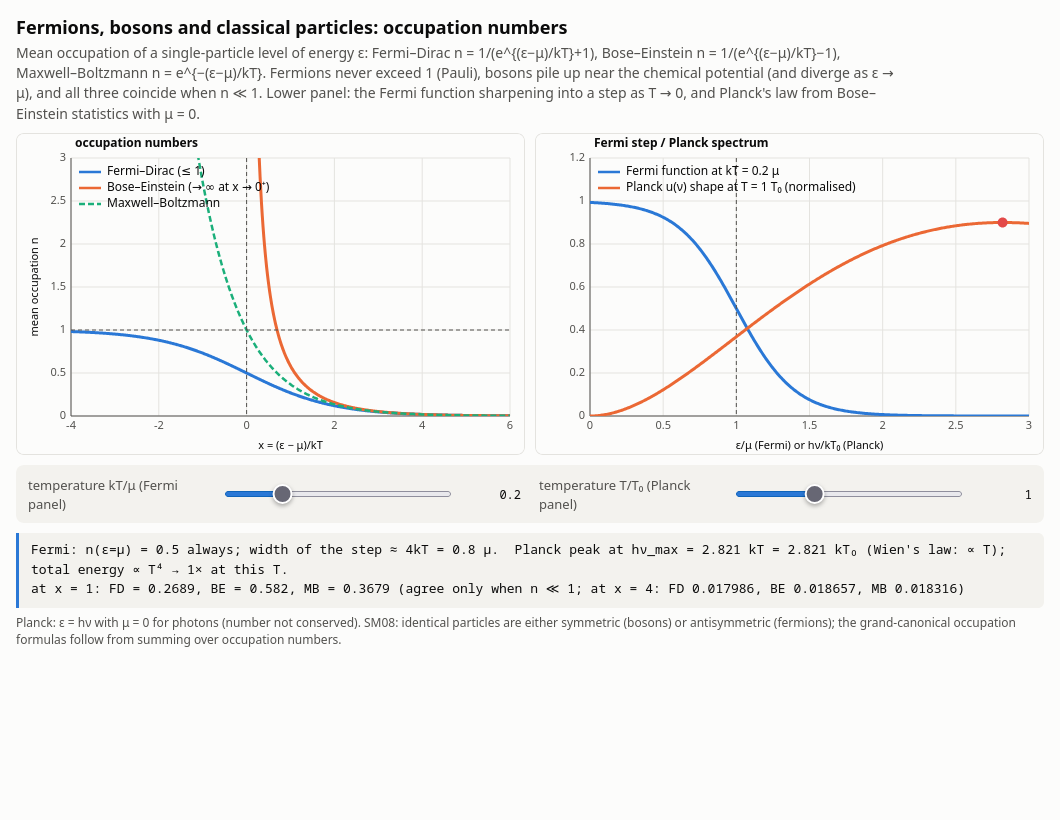 Fermions, bosons and classical particles: occupation numbers
Mean occupation of a single-particle level of energy ε: Fermi–Dirac n = 1/(e^{(ε−μ)/kT}+1), Bose–Einstein n = 1/(e^{(ε−μ)/kT}−1),
Maxwell–Boltzmann n = e^{−(ε−μ)/kT}. Fermions never exceed 1 (Pauli), bosons pile up near the chemical potential (and diverge as ε →
μ), and all three coincide when n ≪ 1. Lower panel: the Fermi function sharpening into a step as T → 0, and Planck's law from Bose–
Einstein statistics with μ = 0.
occupation numbers
3
2.5
2
1.5
1
0.5
0
-4
-2
0
2
4
6
mean occupation n
x = (ε − μ)/kT
Fermi–Dirac (≤ 1)
Bose–Einstein (→ ∞ at x → 0⁺)
Maxwell–Boltzmann
Fermi step / Planck spectrum
1.2
1
0.8
0.6
0.4
0.2
0
0
0.5
1
1.5
2
2.5
3
ε/μ (Fermi) or hν/kT₀ (Planck)
Fermi function at kT = 0.2 μ
Planck u(ν) shape at T = 1 T₀ (normalised)
temperature kT/μ (Fermi
panel)
0.2
temperature T/T₀ (Planck
panel)
1
Fermi: n(ε=μ) = 0.5 always; width of the step ≈ 4kT = 0.8 μ.  Planck peak at hν_max = 2.821 kT = 2.821 kT₀ (Wien's law: ∝ T);
total energy ∝ T⁴ → 1× at this T.
at x = 1: FD = 0.2689, BE = 0.582, MB = 0.3679 (agree only when n ≪ 1; at x = 4: FD 0.017986, BE 0.018657, MB 0.018316)
Planck: ε = hν with μ = 0 for photons (number not conserved). SM08: identical particles are either symmetric (bosons) or antisymmetric (fermions); the grand-canonical occupation
formulas follow from summing over occupation numbers.